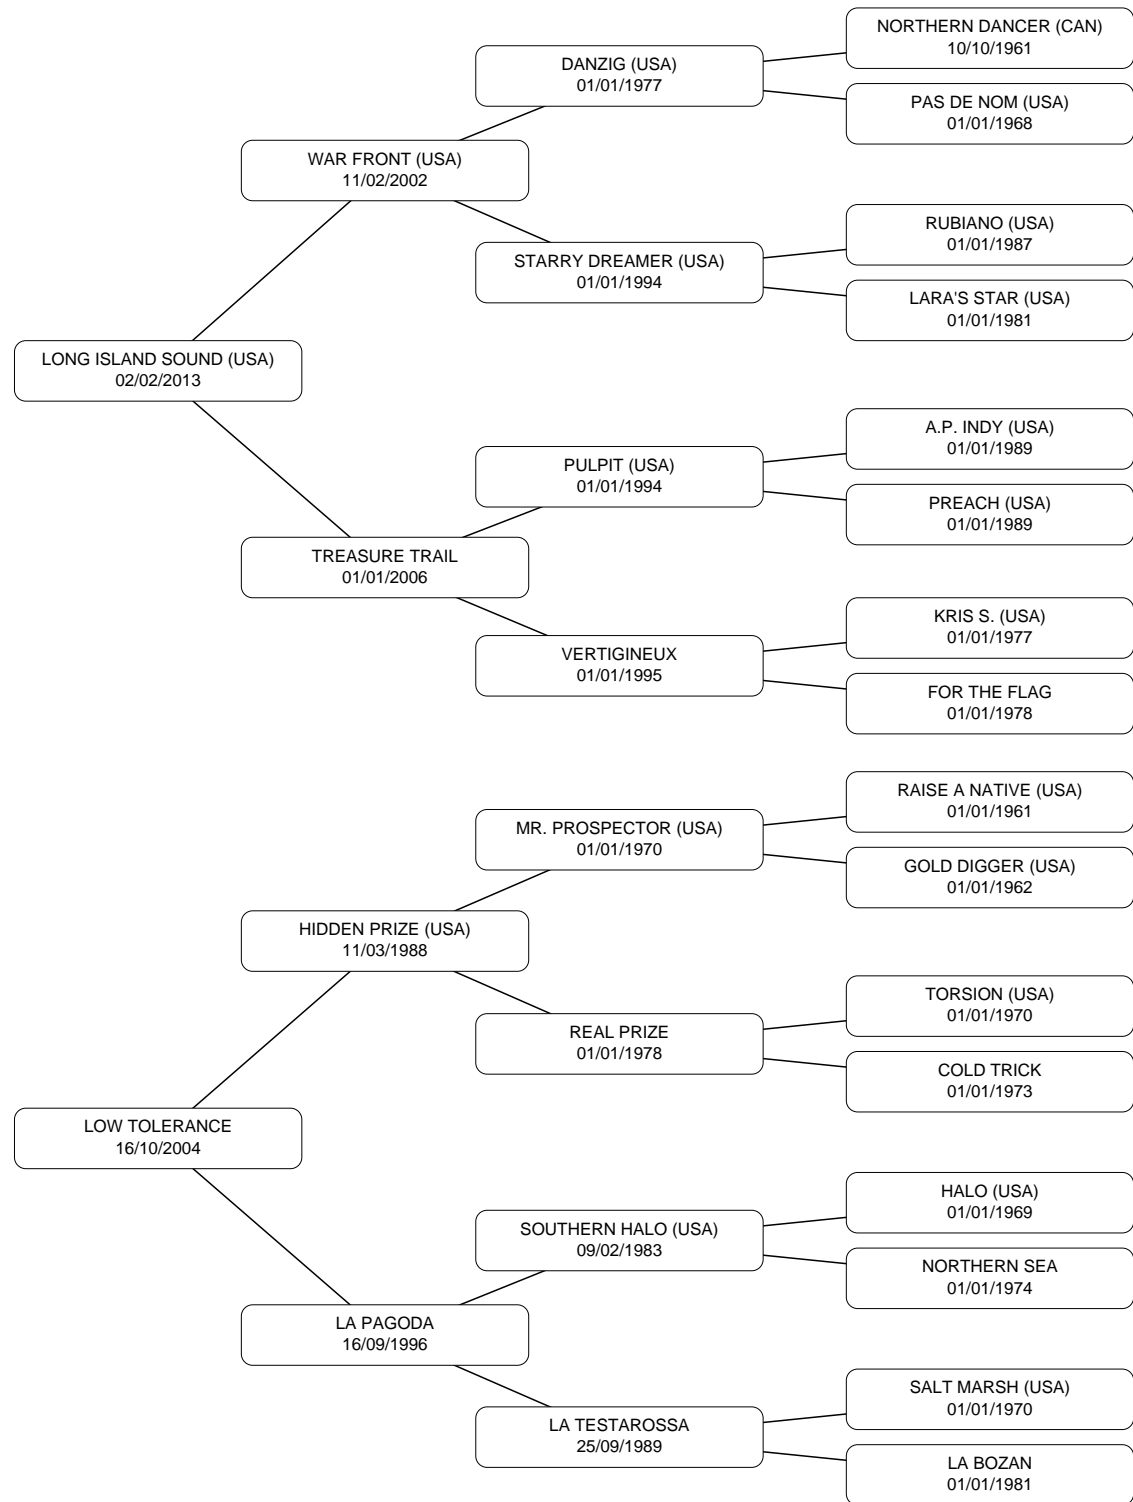 NORTHERN DANCER (CAN)
10/10/1961
DANZIG (USA)
01/01/1977
PAS DE NOM (USA)
01/01/1968
WAR FRONT (USA)
11/02/2002
RUBIANO (USA)
01/01/1987
STARRY DREAMER (USA)
01/01/1994
LARA'S STAR (USA)
01/01/1981
LONG ISLAND SOUND (USA)
02/02/2013
A.P. INDY (USA)
01/01/1989
PULPIT (USA)
01/01/1994
PREACH (USA)
01/01/1989
TREASURE TRAIL
01/01/2006
KRIS S. (USA)
01/01/1977
VERTIGINEUX
01/01/1995
FOR THE FLAG
01/01/1978
RAISE A NATIVE (USA)
01/01/1961
MR. PROSPECTOR (USA)
01/01/1970
GOLD DIGGER (USA)
01/01/1962
HIDDEN PRIZE (USA)
11/03/1988
TORSION (USA)
01/01/1970
REAL PRIZE
01/01/1978
COLD TRICK
01/01/1973
LOW TOLERANCE
16/10/2004
HALO (USA)
01/01/1969
SOUTHERN HALO (USA)
09/02/1983
NORTHERN SEA
01/01/1974
LA PAGODA
16/09/1996
SALT MARSH (USA)
01/01/1970
LA TESTAROSSA
25/09/1989
LA BOZAN
01/01/1981